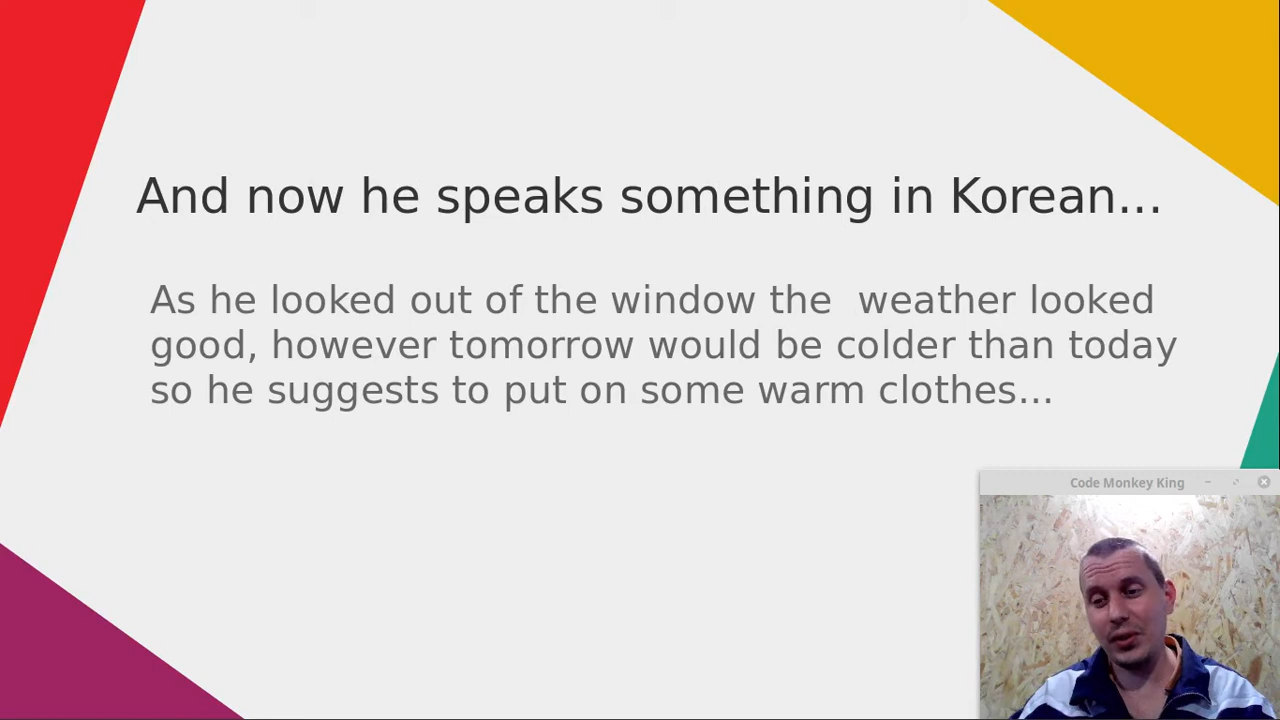 And now he speaks something in Korean...
As he looked out of the window the  weather looked
good, however tomorrow would be colder than today
so he suggests to put on some warm clothes...
Code Monkey King